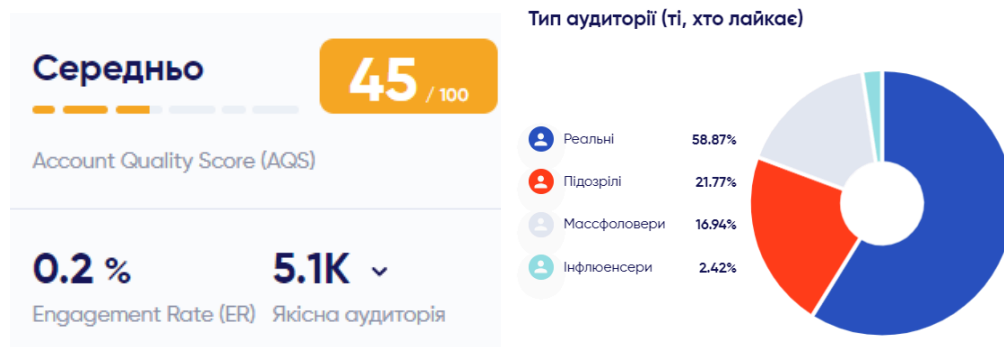 Середньо
45 / 100
Account Quality Score (AQS)
0.2 %
Engagement Rate (ER)
5.1K
Якісна аудиторія
Тип аудиторії (ті, хто лайкає)
Реальні 58.87%
Підозрілі 21.77%
Массфоловери 16.94%
Інфлюенсери 2.42%